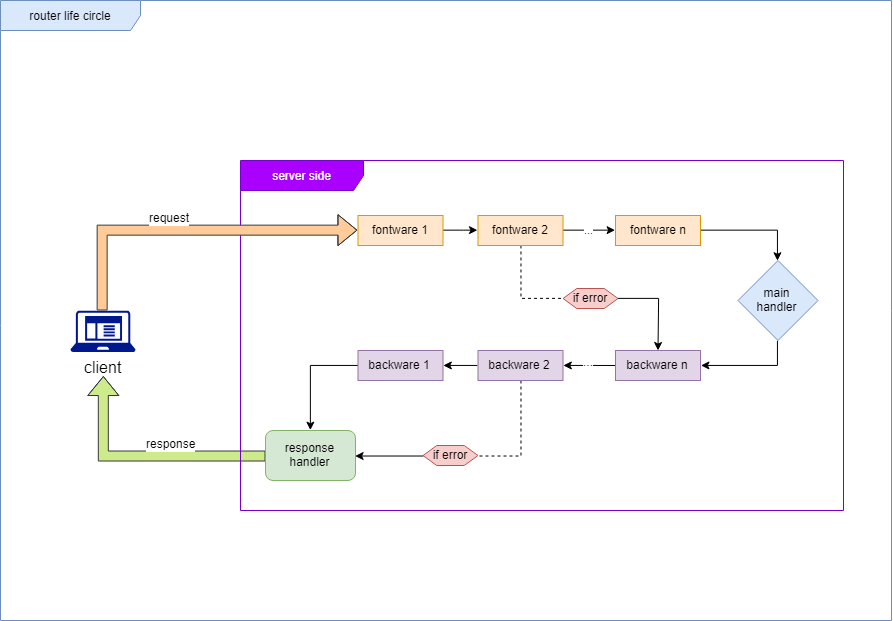 router life circle
server side
request
fontware 1
fontware 2
...
fontware n
if error
main
handler
client
backware 1
backware 2
...
backware n
response
response
handler
if error